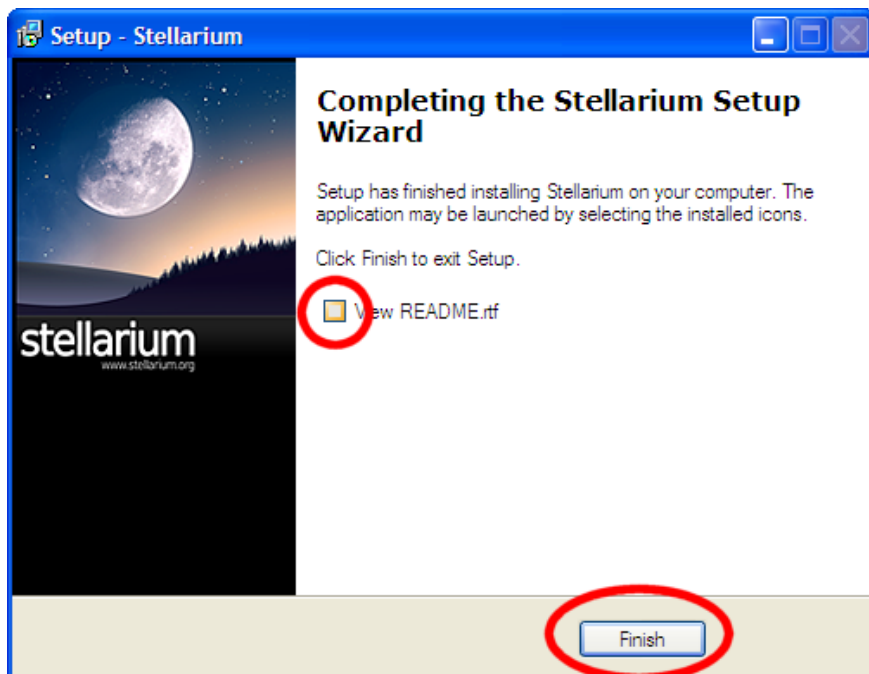 Setup - Stellarium
Completing the Stellarium Setup
Wizard
Setup has finished installing Stellarium on your computer. The
application may be launched by selecting the installed icons.
Click Finish to exit Setup.
View README.rtf
stellarium
www.stellarium.org
Finish